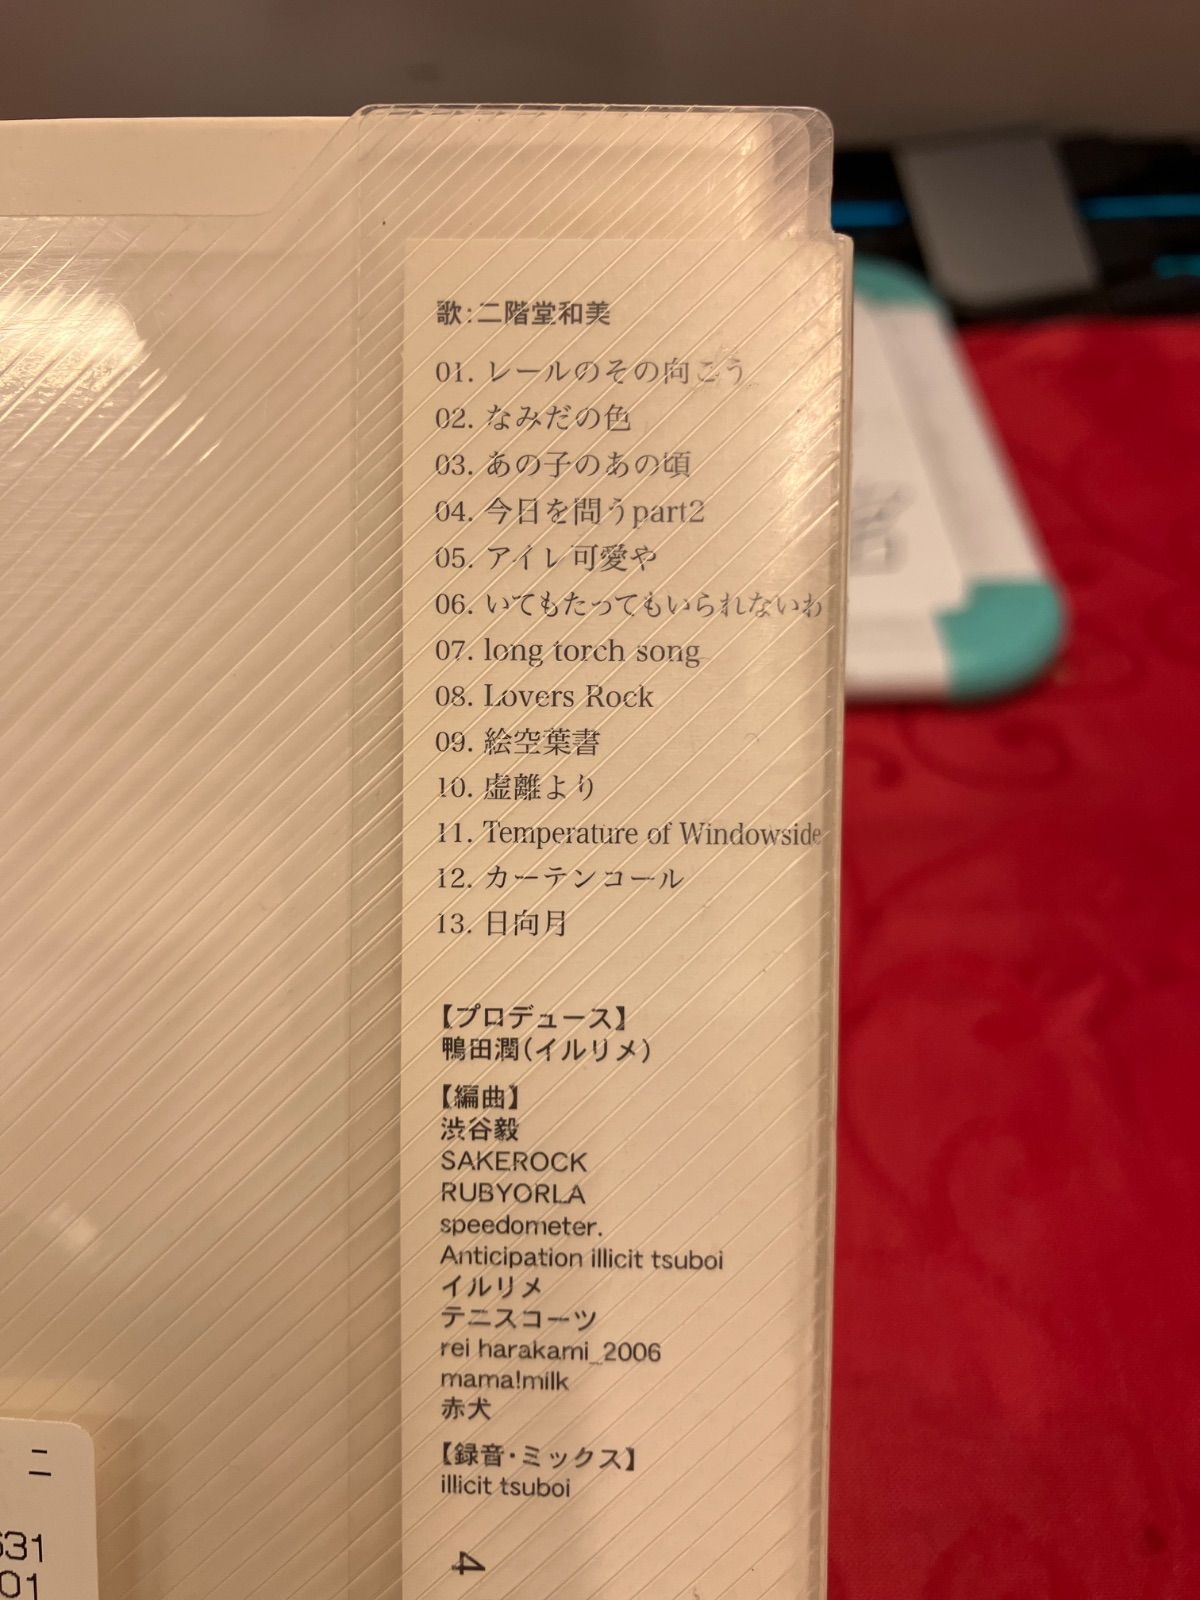 歌:二階堂和美
01. レールのその向こう
02. なみだの色
03. あの子のあの頃
04. 今日を問うpart2
05. アイレ可愛や
06. いてもたってもいられないわ
07. long torch song
08. Lovers Rock
09. 絵空葉書
10. 虚離より
11. Temperature of Windowside
12. カーテンコール
13. 日向月
【プロデュース】
鴨田潤(イルリメ)
【編曲】
渋谷毅
SAKEROCK
RUBYORLA
speedometer.
Anticipation illicit tsuboi
イルリメ
テニスコーツ
rei harakami_2006
mama!milk
赤犬
【録音・ミックス】
illicit tsuboi
4
ニ
631
01